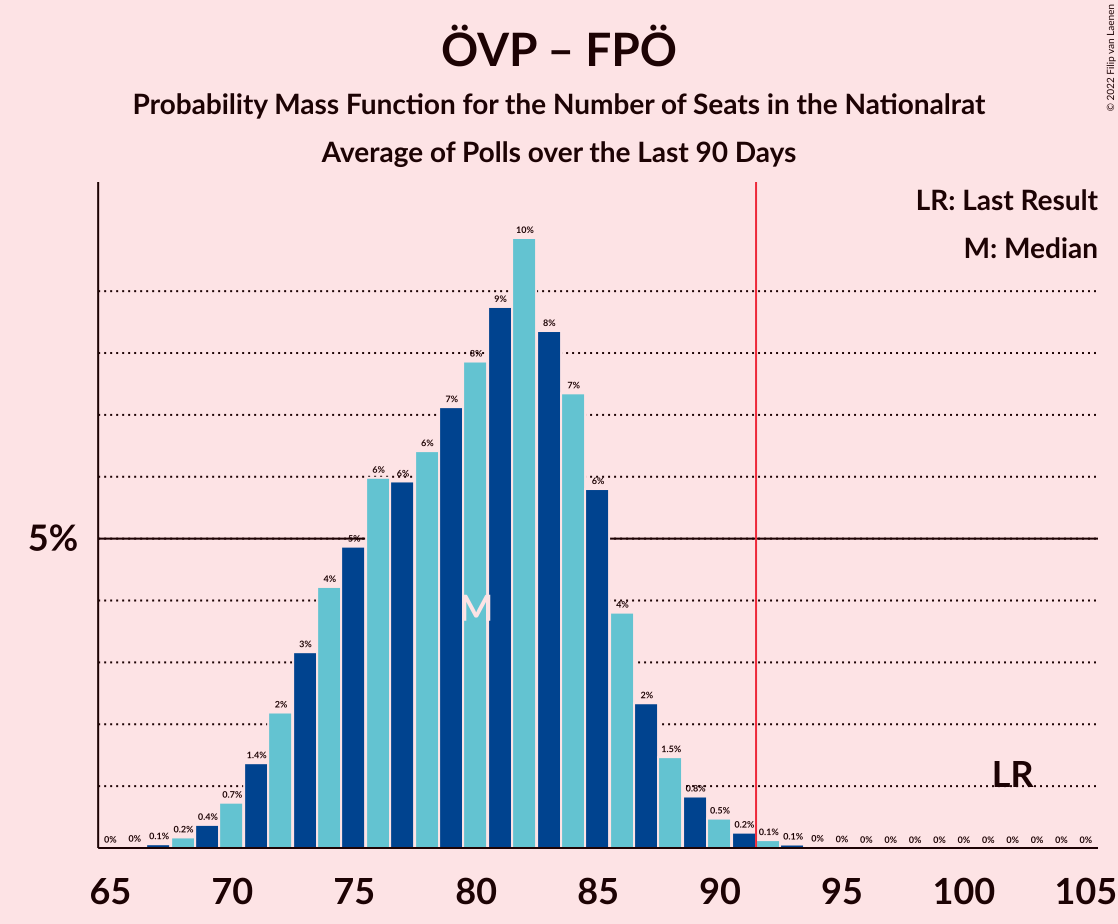 ÖVP – FPÖ
Probability Mass Function for the Number of Seats in the Nationalrat
Average of Polls over the Last 90 Days
© 2022 Filip van Laenen
LR: Last Result
M: Median
5%
0% 0% 0.1% 0.2% 0.4% 0.7% 1.4% 2% 3% 4% 5% 6% 6% 6% 7% 8% 9% 10% 8% 7% 6% 4% 2% 1.5% 0.8% 0.5% 0.2% 0.1% 0.1% 0% 0% 0% 0% 0% 0% 0% 0% 0% 0% 0% 0%
M
LR
65 70 75 80 85 90 95 100 105